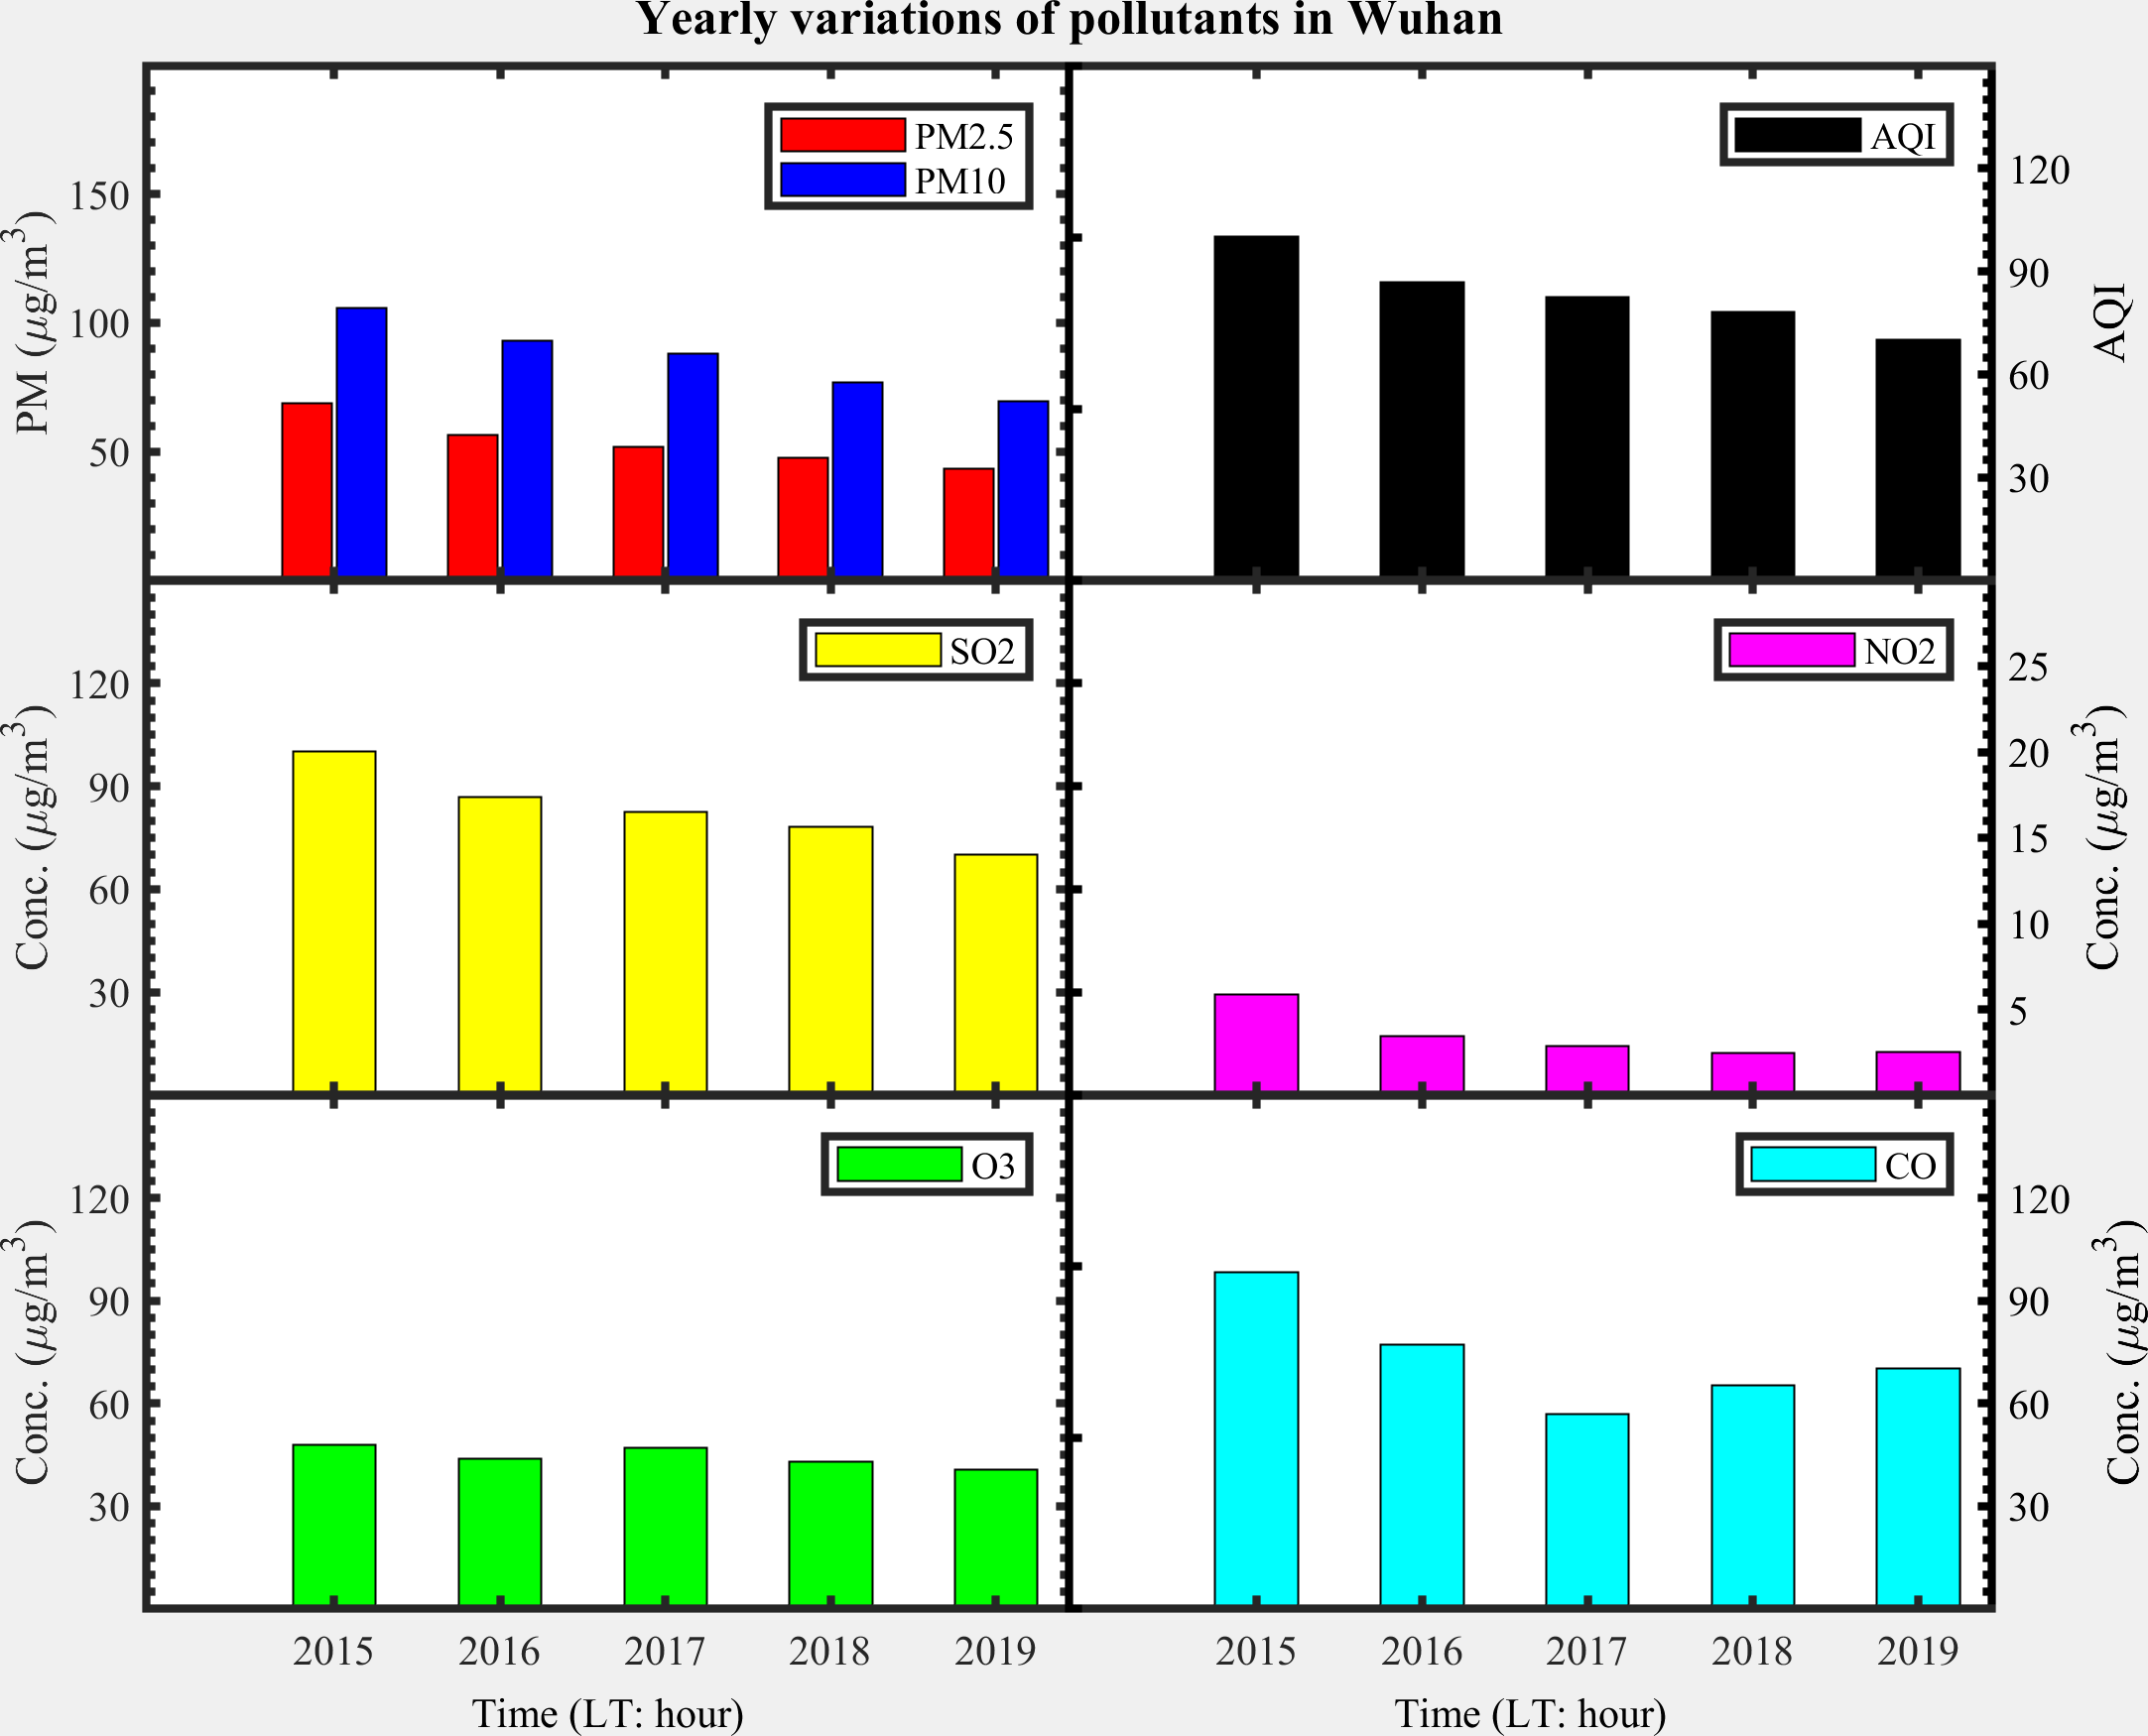 Yearly variations of pollutants in Wuhan
PM2.5
PM10
150
100
50
PM (μg/m³)
AQI
120
90
60
30
AQI
SO2
120
90
60
30
Conc. (μg/m³)
NO2
25
20
15
10
5
Conc. (μg/m³)
O3
120
90
60
30
Conc. (μg/m³)
2015 2016 2017 2018 2019
Time (LT: hour)
CO
120
90
60
30
Conc. (μg/m³)
2015 2016 2017 2018 2019
Time (LT: hour)